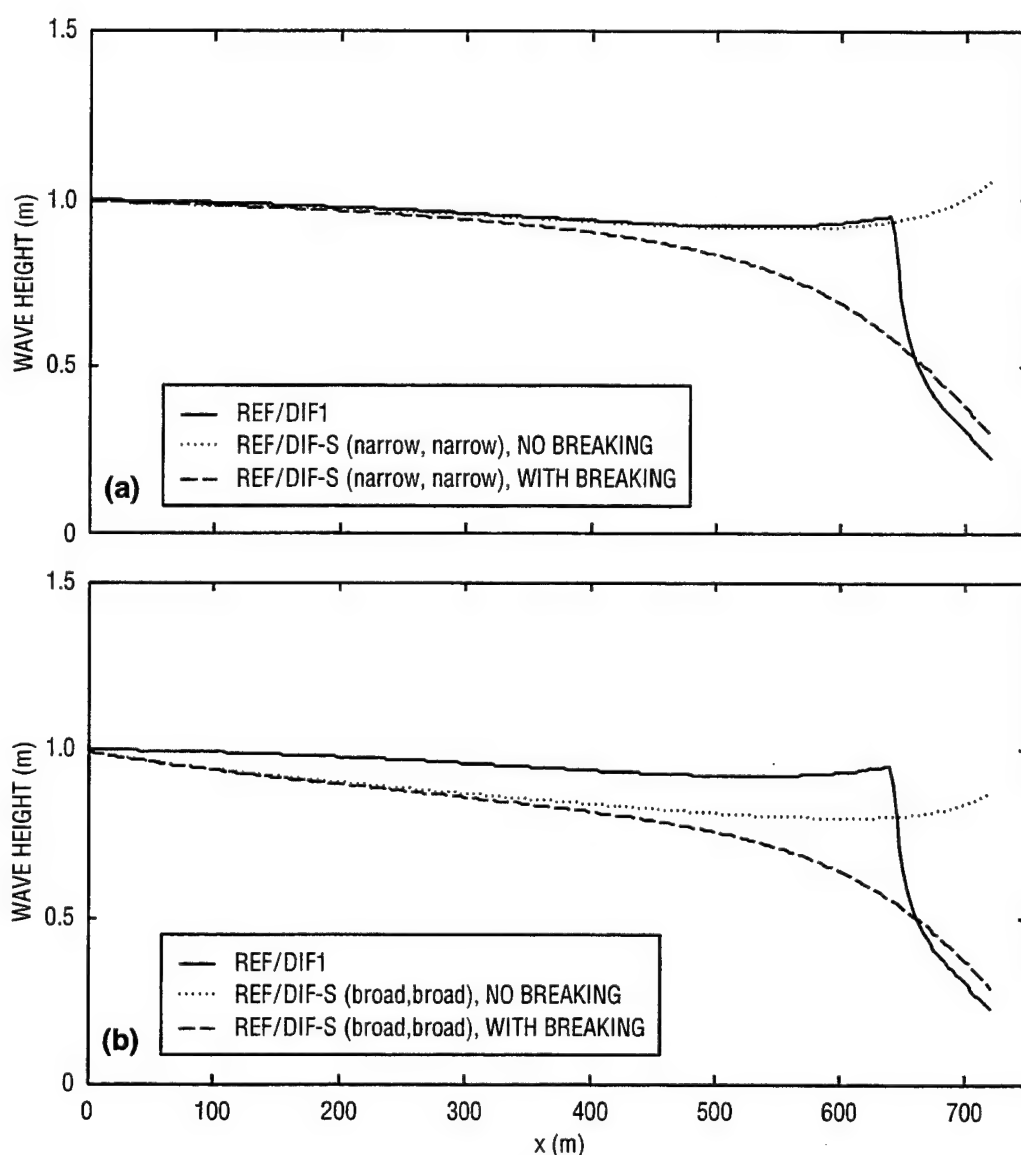 1.5
1.0
0.5
0
WAVE HEIGHT (m)
REF/DIF1
REF/DIF-S (narrow, narrow), NO BREAKING
REF/DIF-S (narrow, narrow), WITH BREAKING
(a)
1.5
1.0
0.5
0
WAVE HEIGHT (m)
REF/DIF1
REF/DIF-S (broad,broad), NO BREAKING
REF/DIF-S (broad,broad), WITH BREAKING
(b)
0 100 200 300 400 500 600 700
x (m)